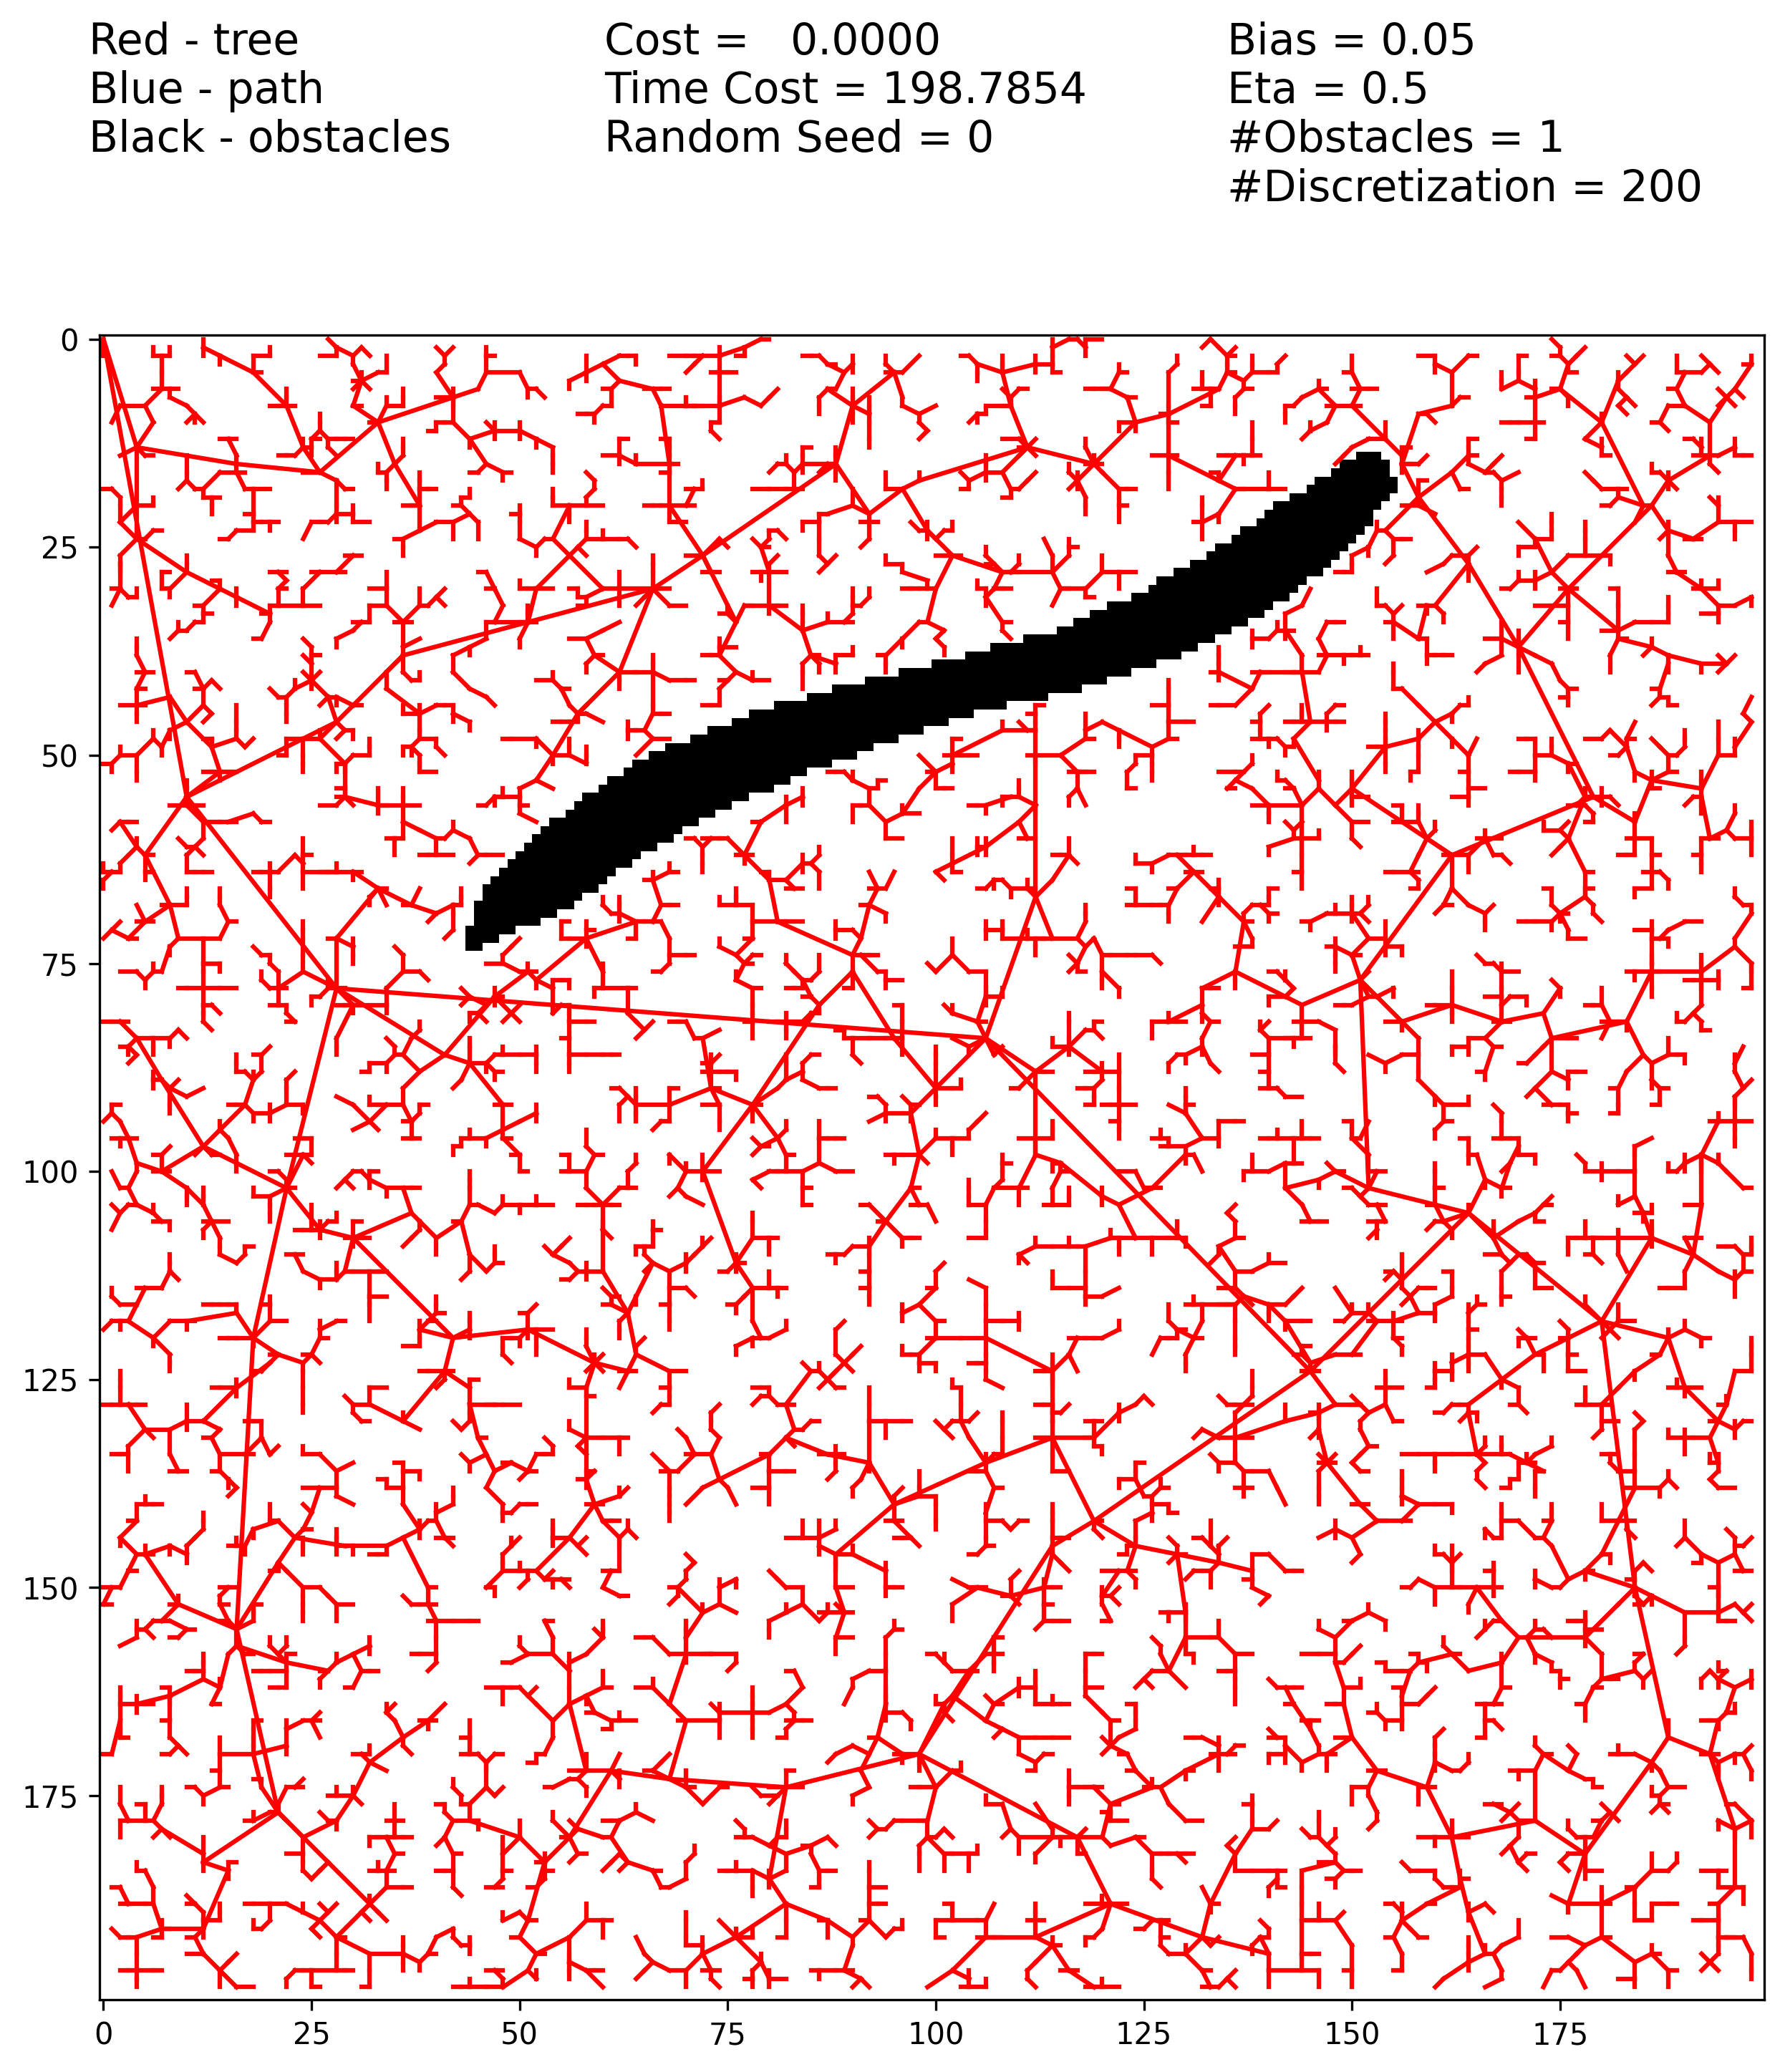 Red - tree
Blue - path
Black - obstacles
Cost =   0.0000
Time Cost = 198.7854
Random Seed = 0
Bias = 0.05
Eta = 0.5
#Obstacles = 1
#Discretization = 200
0
25
50
75
100
125
150
175
0
25
50
75
100
125
150
175